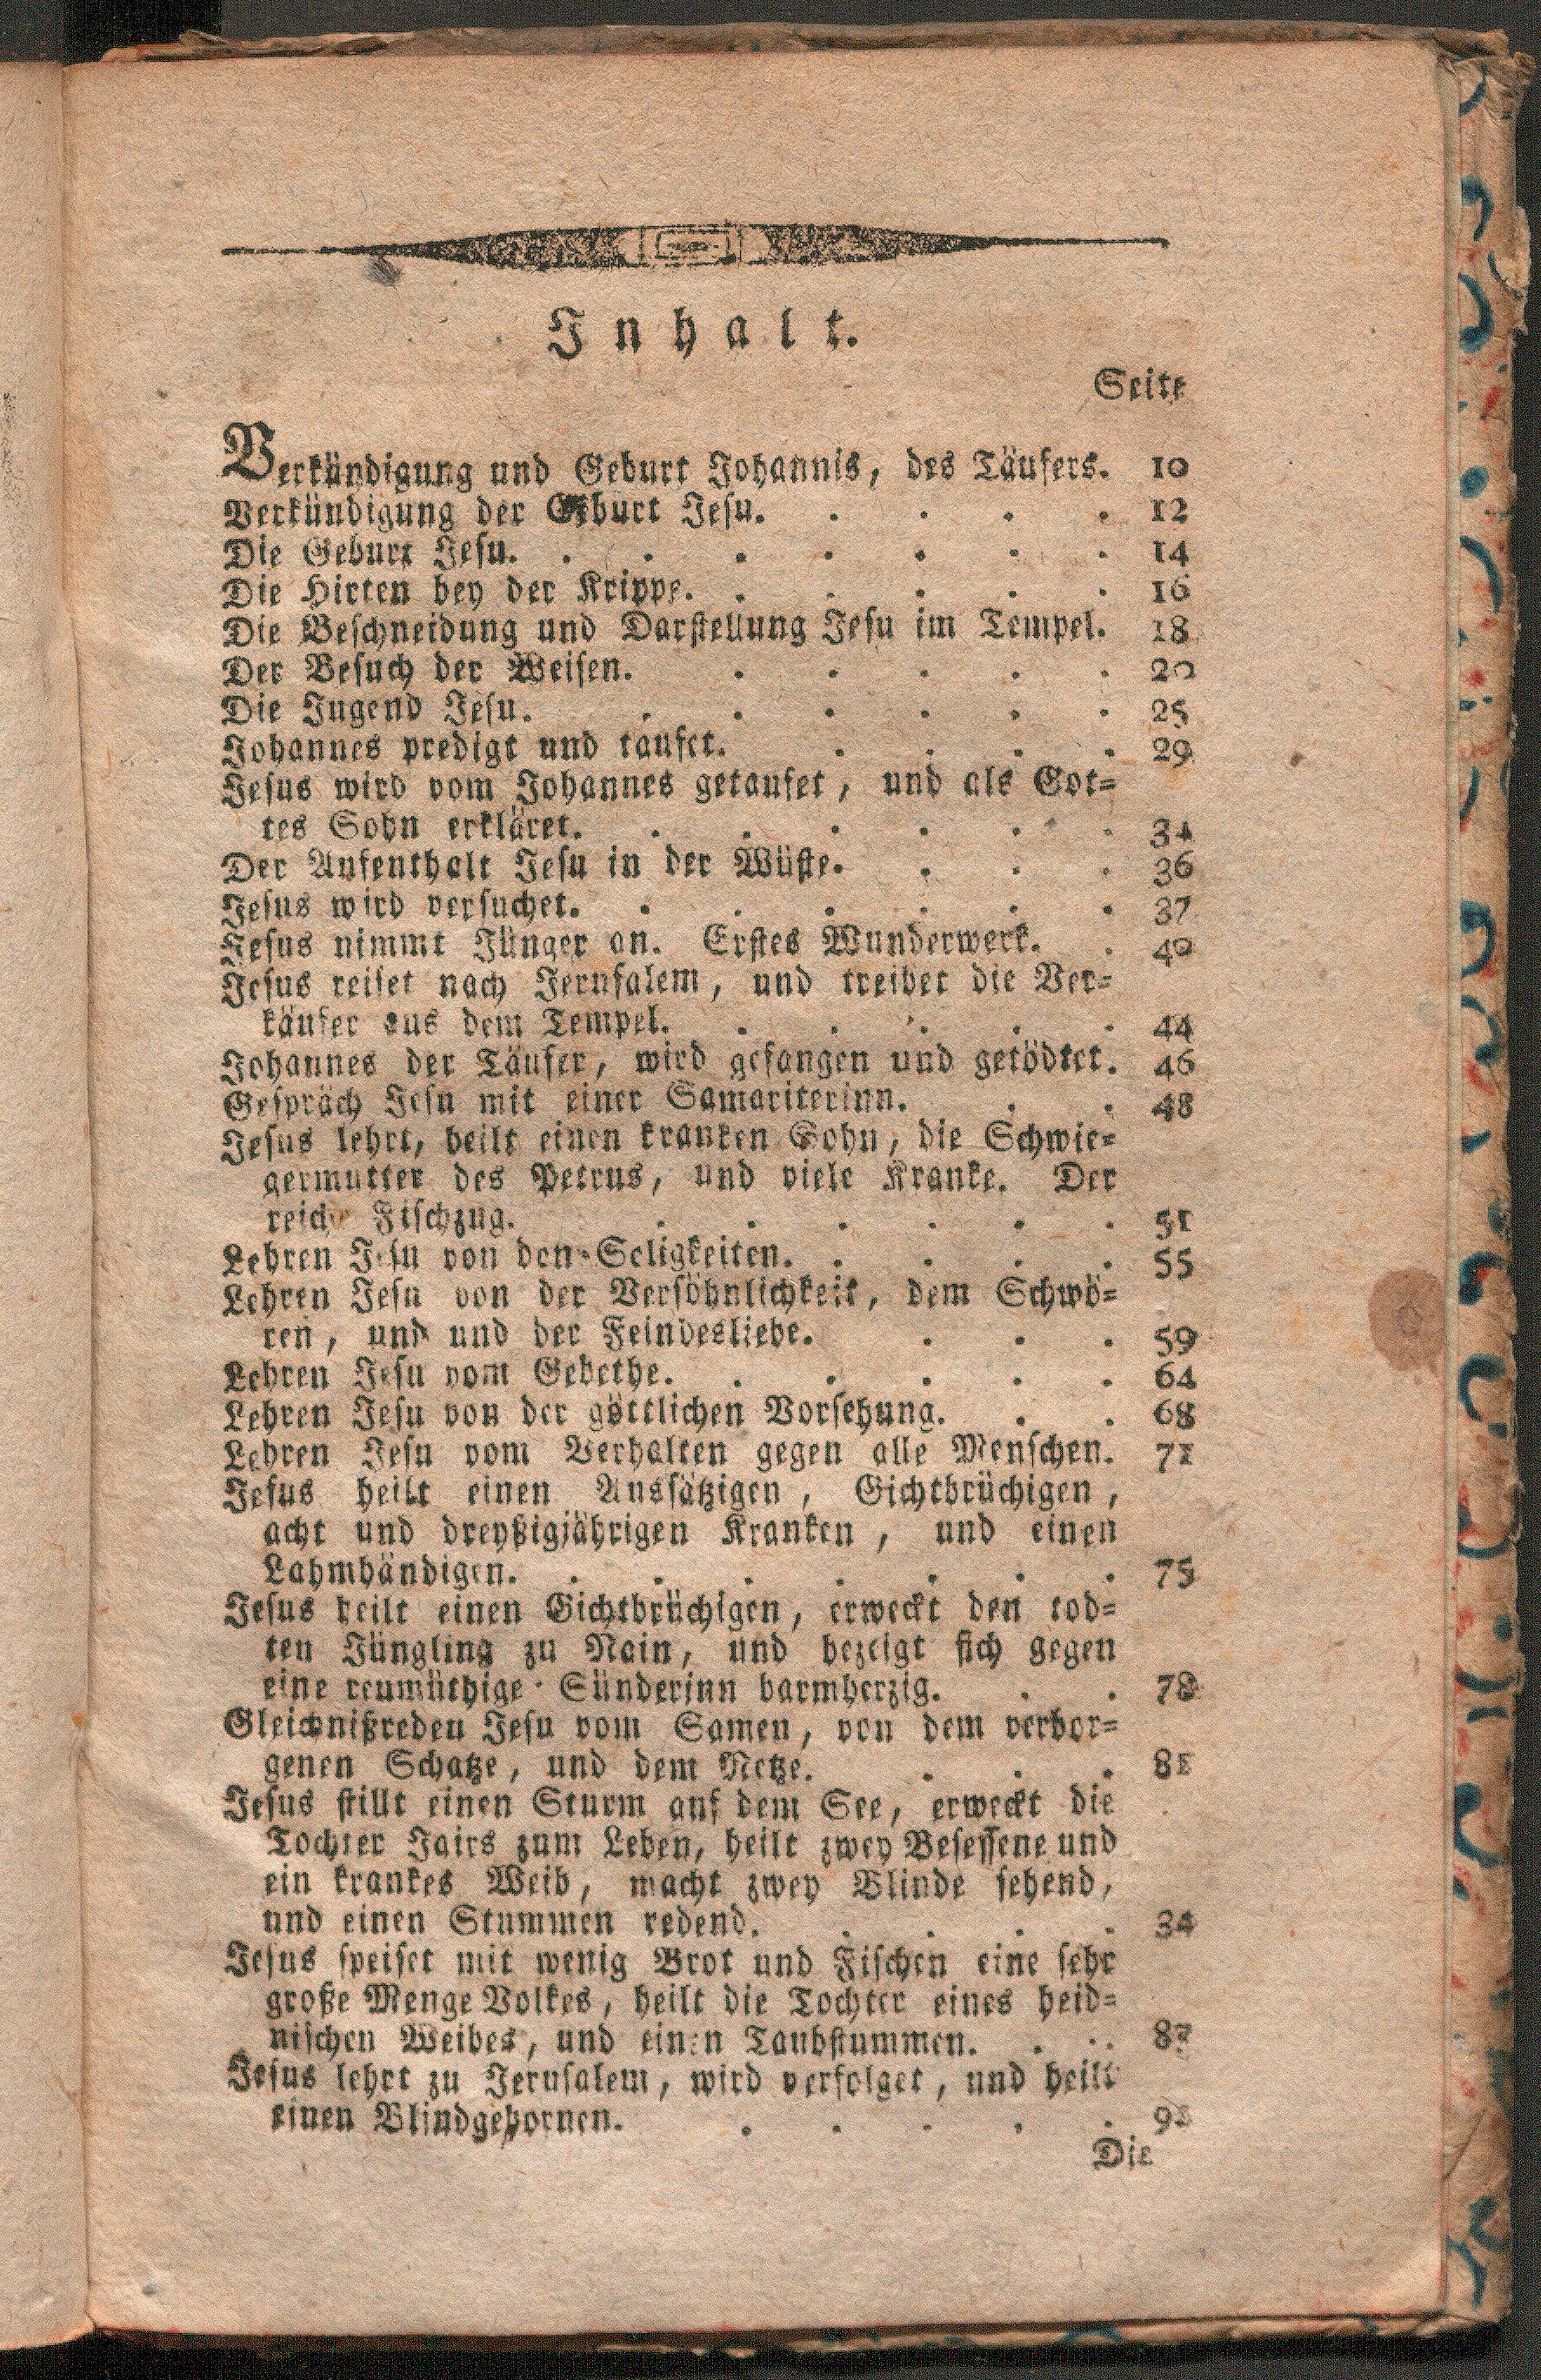 Inhalt.
Seite
Verkündigung und Geburt Johannis, des Täufers. 10
Verkündigung der Geburt Jesu. . . . . 12
Die Geburt Jesu. . . . . . . . 14
Die Hirten bey der Krippe. . . . . . 16
Die Beschneidung und Darstellung Jesu im Tempel. 18
Der Besuch der Weisen. . . . . . 20
Die Jugend Jesu. . . . . . . 25
Johannes predigt und taufet. . . . . 29
Jesus wird vom Johannes getaufet, und als Got=
tes Sohn erkläret. . . . . . . 34
Der Aufenthalt Jesu in der Wüste. . . . 36
Jesus wird versuchet. . . . . . . 37
Jesus nimmt Jünger an. Erstes Wunderwerk. . 40
Jesus reiset nach Jerusalem, und treibet die Ver=
käufer aus dem Tempel. . . . . . 44
Johannes der Täufer, wird gefangen und getödtet. 46
Gespräch Jesu mit einer Samariterinn. . . 48
Jesus lehrt, heilt einen kranken Sohn, die Schwie=
germutter des Petrus, und viele Kranke. Der
reiche Fischzug. . . . . . . 51
Lehren Jesu von den Seligkeiten. . . . . 55
Lehren Jesu von der Versöhnlichkeit, dem Schwö=
ren, und und der Feindesliebe. . . . 59
Lehren Jesu vom Gebethe. . . . . . 64
Lehren Jesu von der göttlichen Vorsehung. . . 68
Lehren Jesu vom Verhalten gegen alle Menschen. 71
Jesus heilt einen Aussätzigen, Gichtbrüchigen,
acht und dreyßigjährigen Kranken, und einen
Lahmhändigen. . . . . . . . 75
Jesus heilt einen Gichtbrüchigen, erweckt den tod=
ten Jüngling zu Nain, und bezeigt sich gegen
eine reumüthige Sünderinn barmherzig. . . 78
Gleichnißreden Jesu vom Samen, von dem verbor=
genen Schatze, und dem Netze. . . . 81
Jesus stillt einen Sturm auf dem See, erweckt die
Tochter Jairs zum Leben, heilt zwey Besessene und
ein krankes Weib, macht zwey Blinde sehend,
und einen Stummen redend. . . . . 34
Jesus speiset mit wenig Brot und Fischen eine sehr
große Menge Volkes, heilt die Tochter eines heid=
nischen Weibes, und einen Taubstummen. . . 87
Jesus lehrt zu Jerusalem, wird verfolget, und heilt
einen Blindgebornen. . . . . .
Die